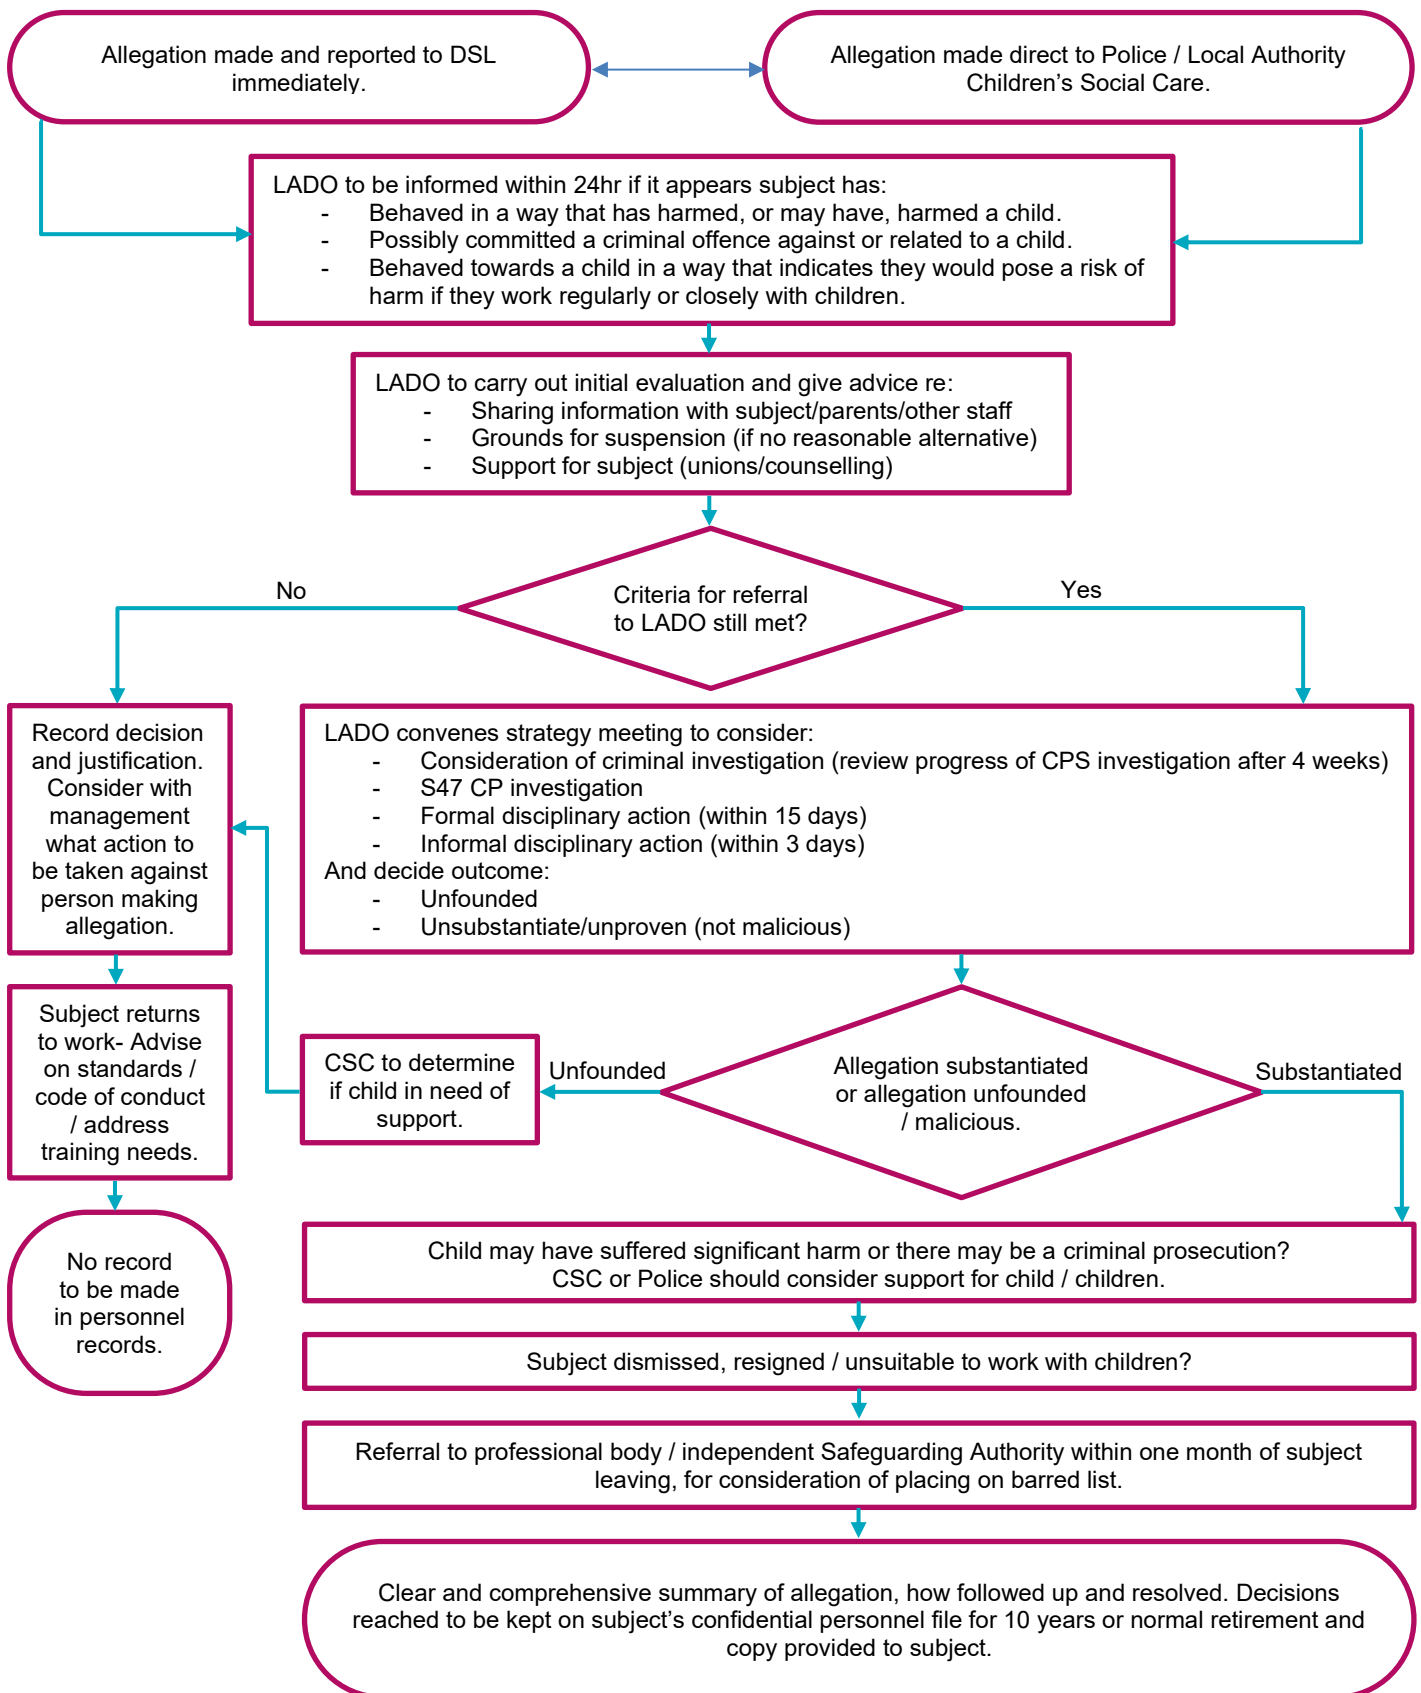 Allegation made and reported to DSL
immediately.
Allegation made direct to Police / Local Authority
Children’s Social Care.
LADO to be informed within 24hr if it appears subject has:
- Behaved in a way that has harmed, or may have, harmed a child.
- Possibly committed a criminal offence against or related to a child.
- Behaved towards a child in a way that indicates they would pose a risk of
harm if they work regularly or closely with children.
LADO to carry out initial evaluation and give advice re:
- Sharing information with subject/parents/other staff
- Grounds for suspension (if no reasonable alternative)
- Support for subject (unions/counselling)
No
Criteria for referral
to LADO still met?
Yes
Record decision
and justification.
Consider with
management
what action to
be taken against
person making
allegation.
LADO convenes strategy meeting to consider:
- Consideration of criminal investigation (review progress of CPS investigation after 4 weeks)
- S47 CP investigation
- Formal disciplinary action (within 15 days)
- Informal disciplinary action (within 3 days)
And decide outcome:
- Unfounded
- Unsubstantiate/unproven (not malicious)
Subject returns
to work- Advise
on standards /
code of conduct
/ address
training needs.
CSC to determine
if child in need of
support.
Unfounded
Allegation substantiated
or allegation unfounded
/ malicious.
Substantiated
No record
to be made
in personnel
records.
Child may have suffered significant harm or there may be a criminal prosecution?
CSC or Police should consider support for child / children.
Subject dismissed, resigned / unsuitable to work with children?
Referral to professional body / independent Safeguarding Authority within one month of subject
leaving, for consideration of placing on barred list.
Clear and comprehensive summary of allegation, how followed up and resolved. Decisions
reached to be kept on subject’s confidential personnel file for 10 years or normal retirement and
copy provided to subject.